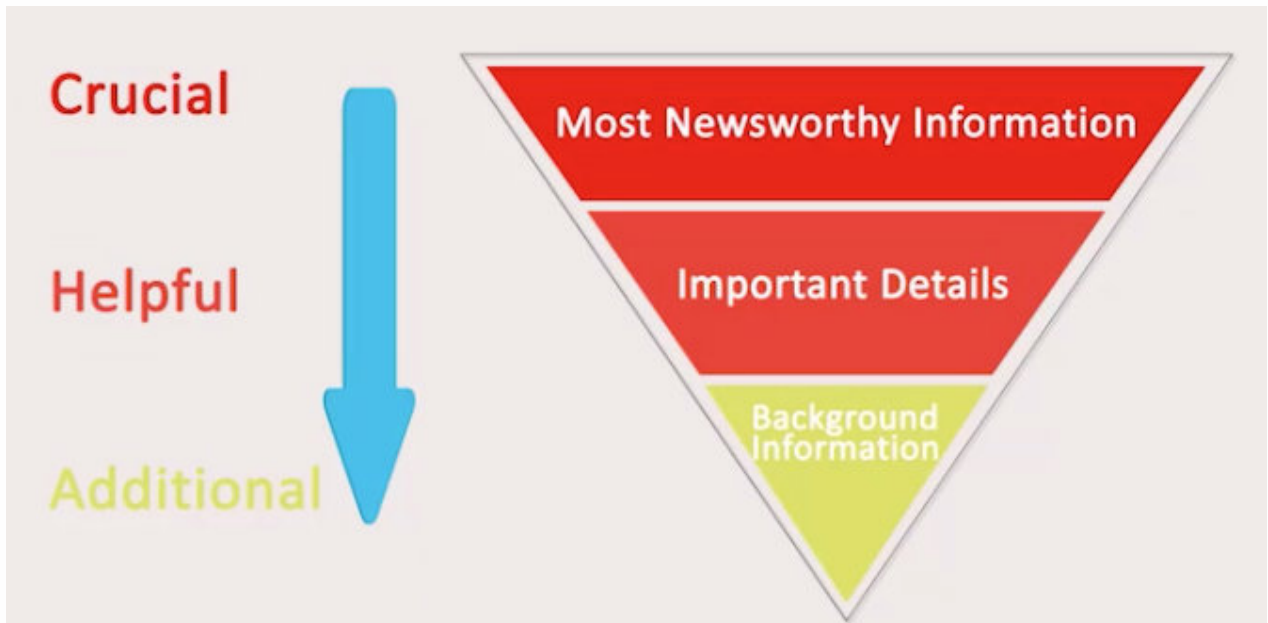 Crucial
Most Newsworthy Information
Helpful
Important Details
Additional
Background
Information